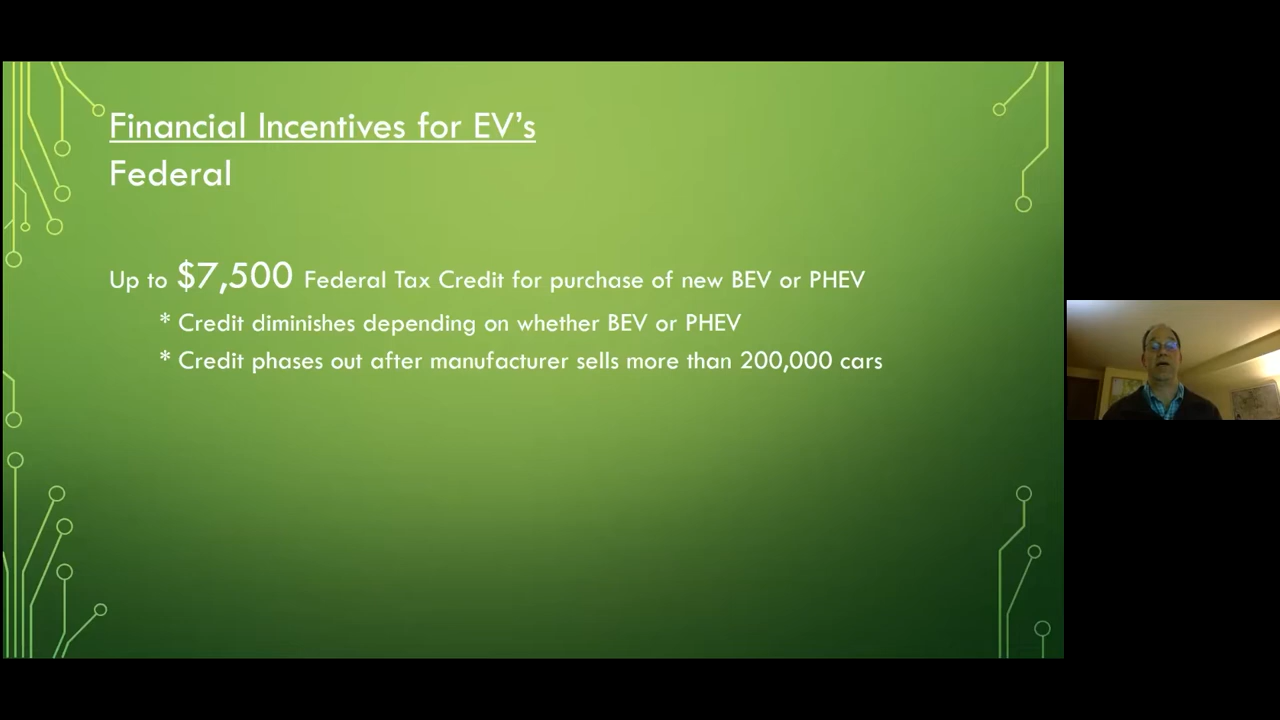 Financial Incentives for EV’s
Federal
Up to $7,500 Federal Tax Credit for purchase of new BEV or PHEV
* Credit diminishes depending on whether BEV or PHEV
* Credit phases out after manufacturer sells more than 200,000 cars